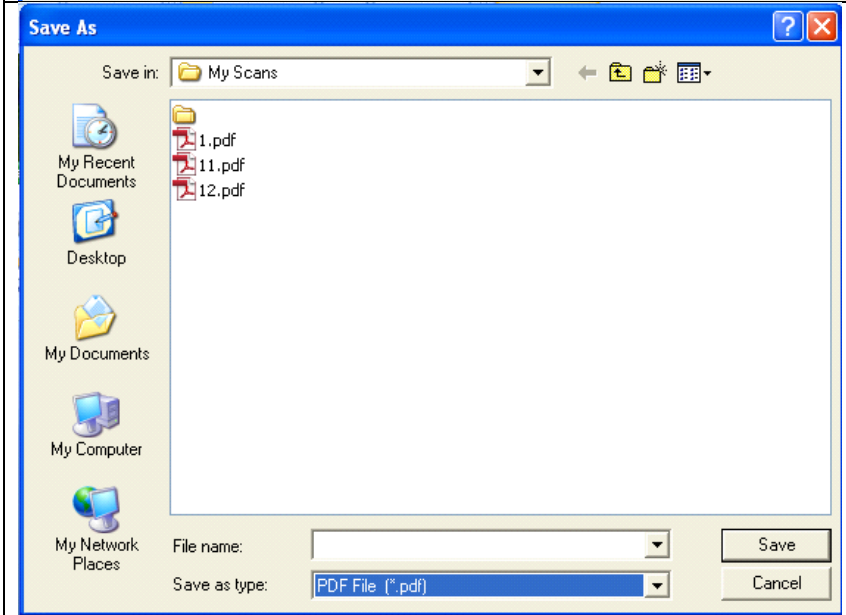 Save As
Save in:
My Scans
My Recent
Documents
Desktop
My Documents
My Computer
My Network
Places
1.pdf
11.pdf
12.pdf
File name:
Save
Save as type:
PDF File (*.pdf)
Cancel